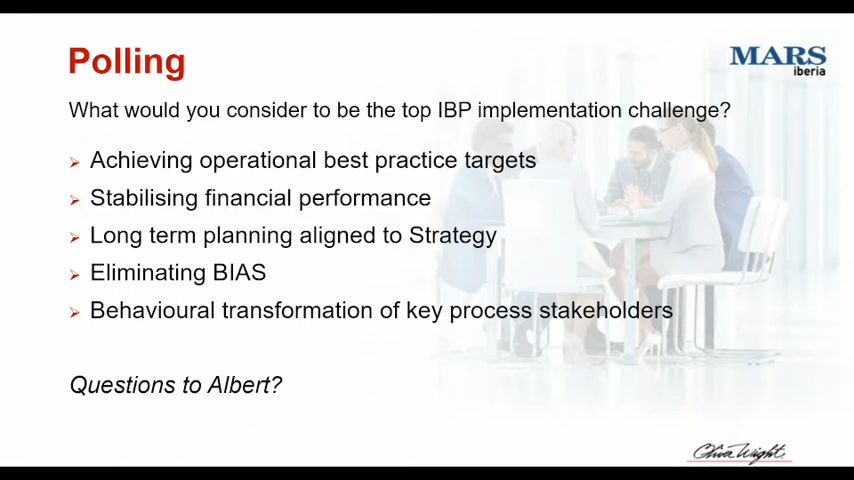 Polling
MARS
iberia
What would you consider to be the top IBP implementation challenge?
Achieving operational best practice targets
Stabilising financial performance
Long term planning aligned to Strategy
Eliminating BIAS
Behavioural transformation of key process stakeholders
Questions to Albert?
Oliver Wight